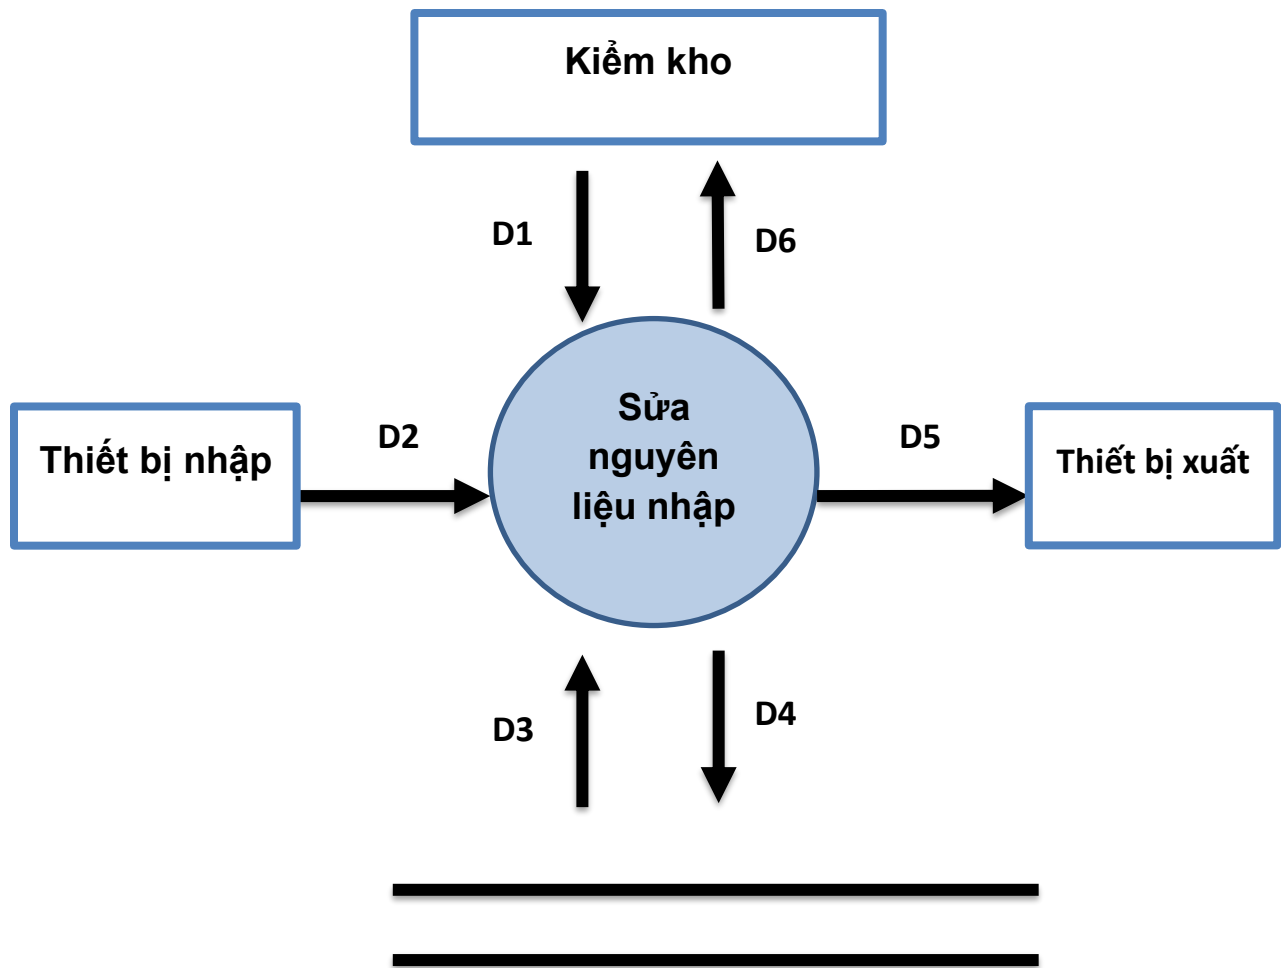 Kiểm kho
D1
D6
Thiết bị nhập
D2
Sửa
nguyên
liệu nhập
D5
Thiết bị xuất
D3
D4